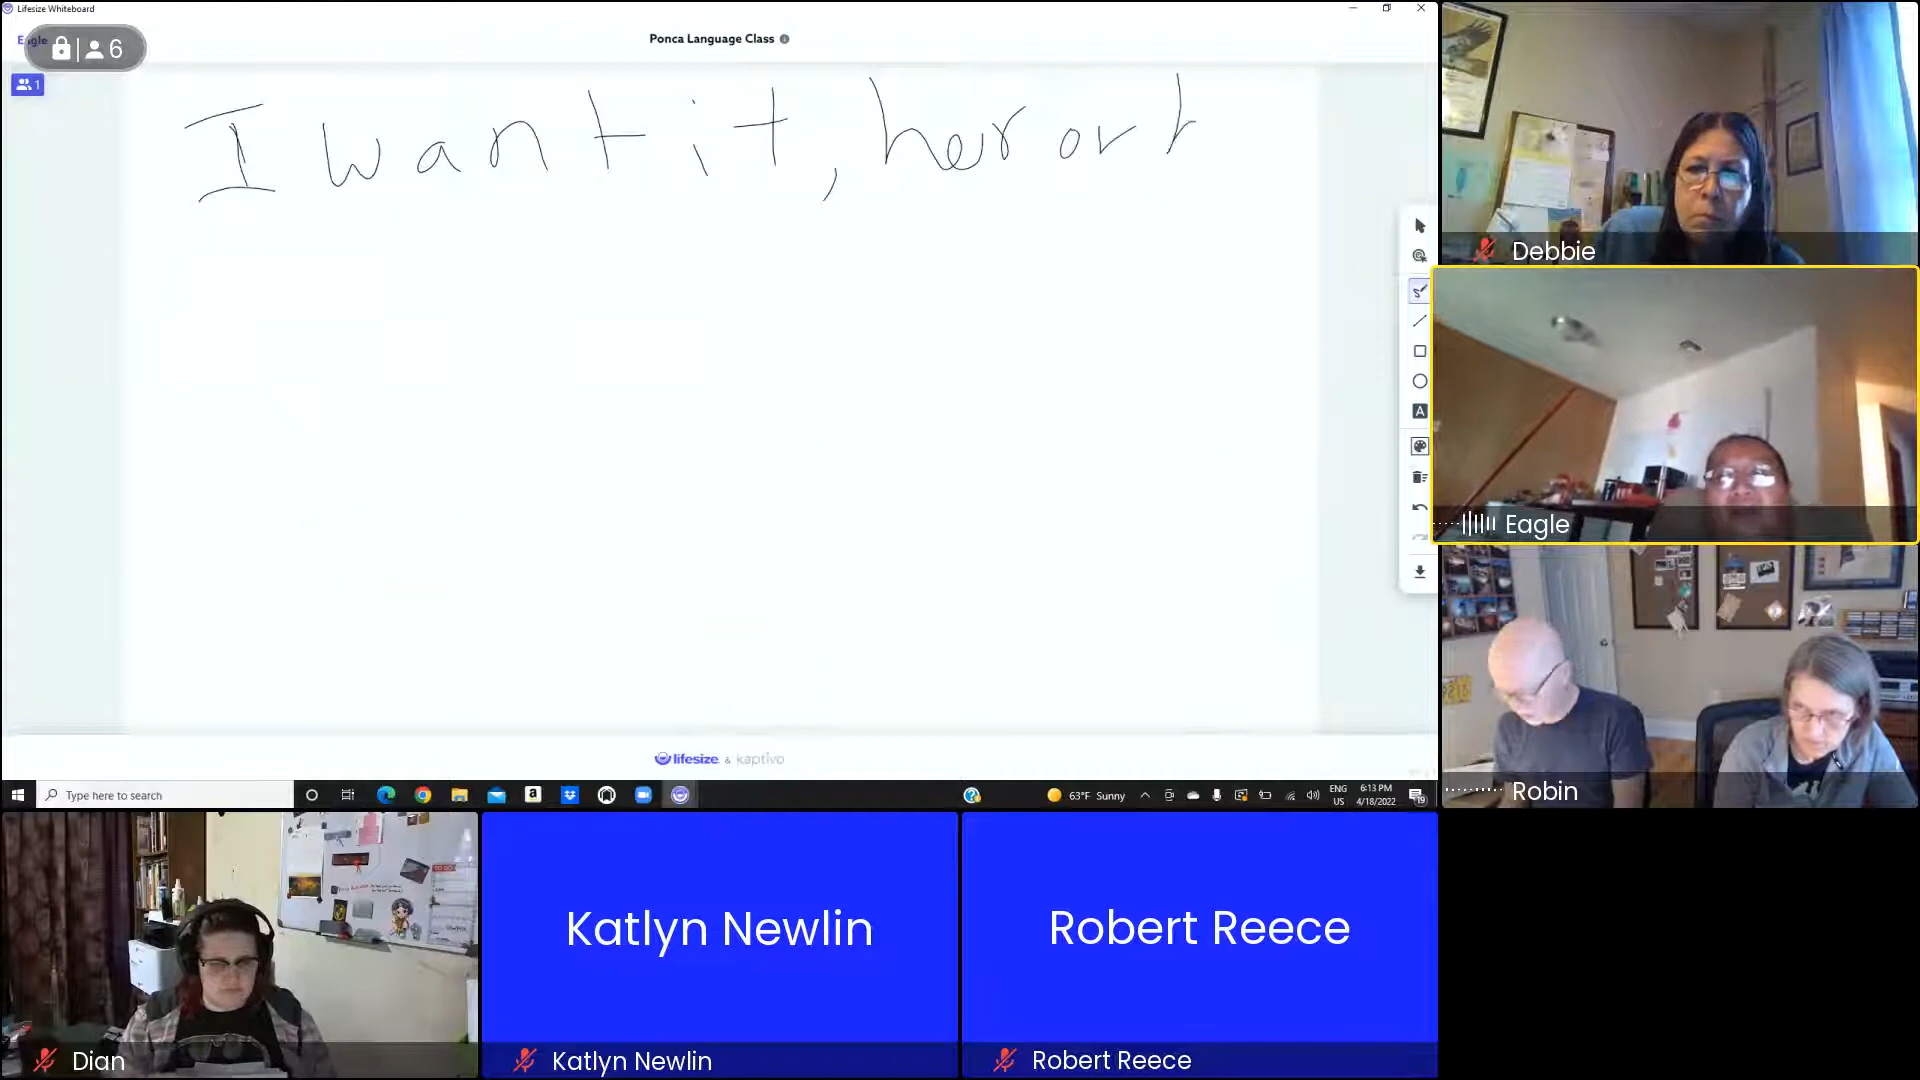 Lifesize Whiteboard
6
Ponca Language Class
1
I want it, her or h
Debbie
Eagle
Robin
lifesize & kaptivo
Type here to search
63°F Sunny
ENG
US
6:13 PM
4/18/2022
19
Katlyn Newlin
Robert Reece
Dian
Katlyn Newlin
Robert Reece